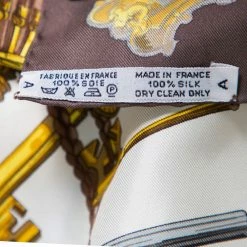 FABRIQUE EN FRANCE
100% SOIE
A
MADE IN FRANCE
100% SILK
DRY CLEAN ONLY
A